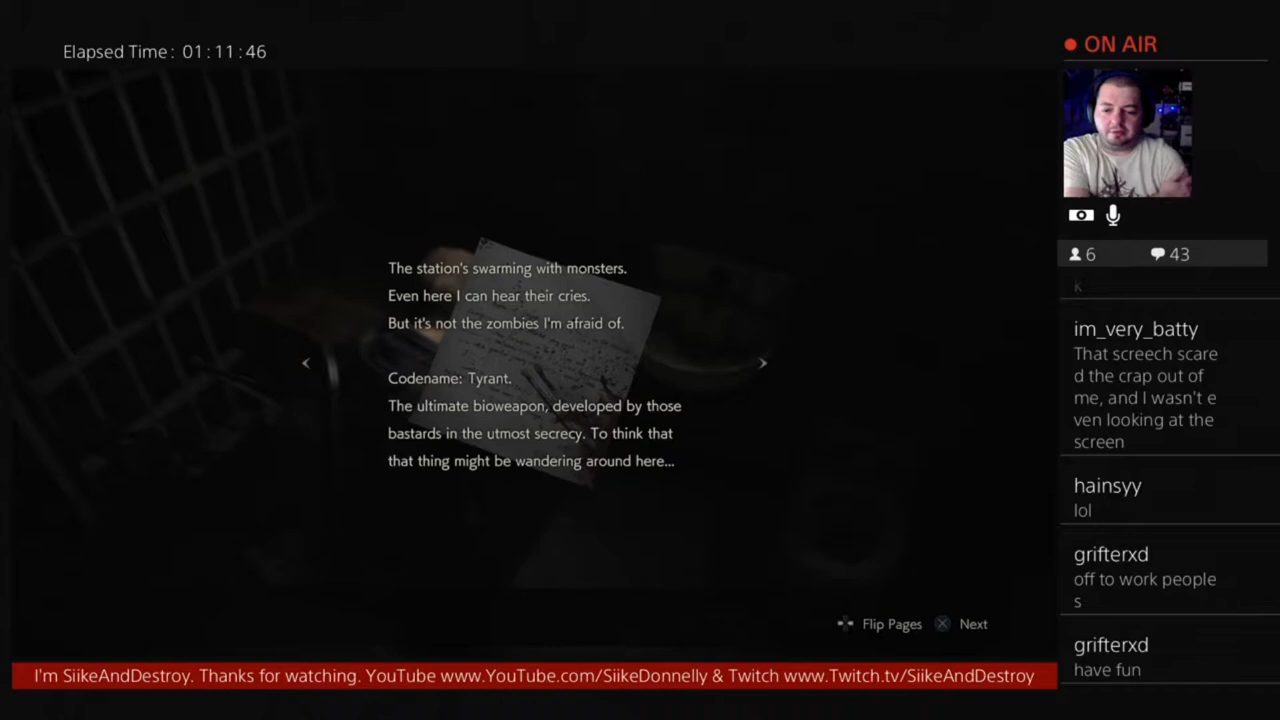 Elapsed Time: 01:11:46
ON AIR
6
43
The station's swarming with monsters.
Even here I can hear their cries.
But it's not the zombies I'm afraid of.
Codename: Tyrant.
The ultimate bioweapon, developed by those
bastards in the utmost secrecy. To think that
that thing might be wandering around here...
Flip Pages
Next
K
im_very_batty
That screech scare
d the crap out of
me, and I wasn't e
ven looking at the
screen
hainsyy
lol
grifterxd
off to work people
s
grifterxd
have fun
I'm SiikeAndDestroy. Thanks for watching. YouTube www.YouTube.com/SiikeDonnelly & Twitch www.Twitch.tv/SiikeAndDestroy